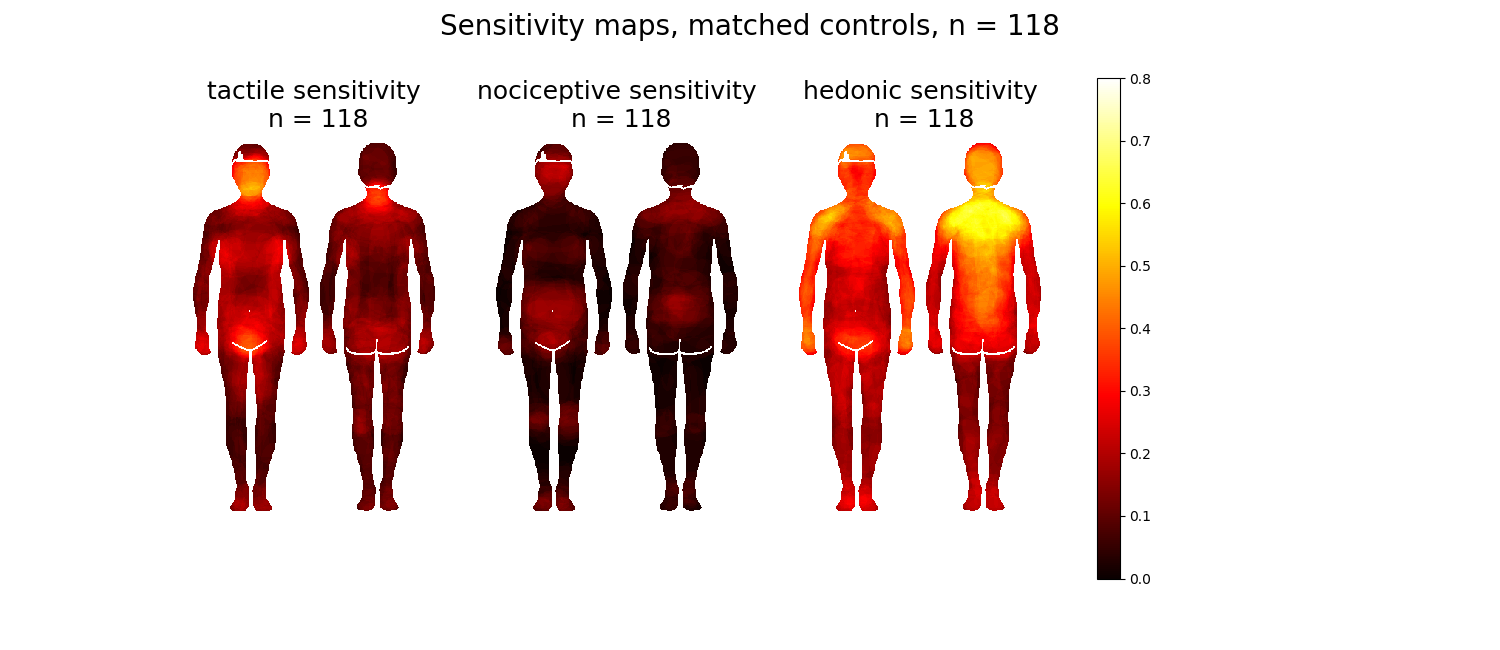 Sensitivity maps, matched controls, n = 118
tactile sensitivity
n = 118
nociceptive sensitivity
n = 118
hedonic sensitivity
n = 118
0.8
0.7
0.6
0.5
0.4
0.3
0.2
0.1
0.0